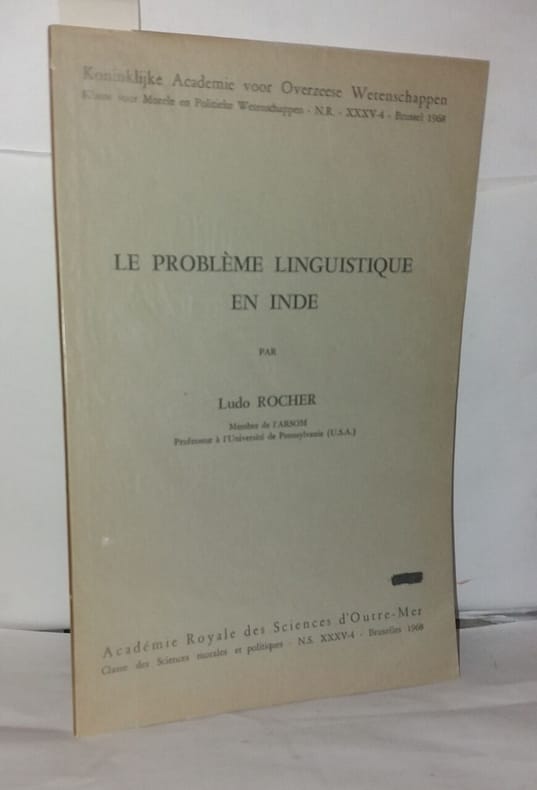 Koninklijke Academie voor Overzeese Wetenschappen
Klasse voor Morele en Politieke Wetenschappen - N.R. - XXXV-4 - Brussel 1968
LE PROBLÈME LINGUISTIQUE
EN INDE
PAR
Ludo ROCHER
Membre de l'ARSOM
Professeur à l'Université de Pennsylvanie (U.S.A.)
Académie Royale des Sciences d'Outre-Mer
Classe des Sciences morales et politiques - N.S. XXXV-4 - Bruxelles 1968